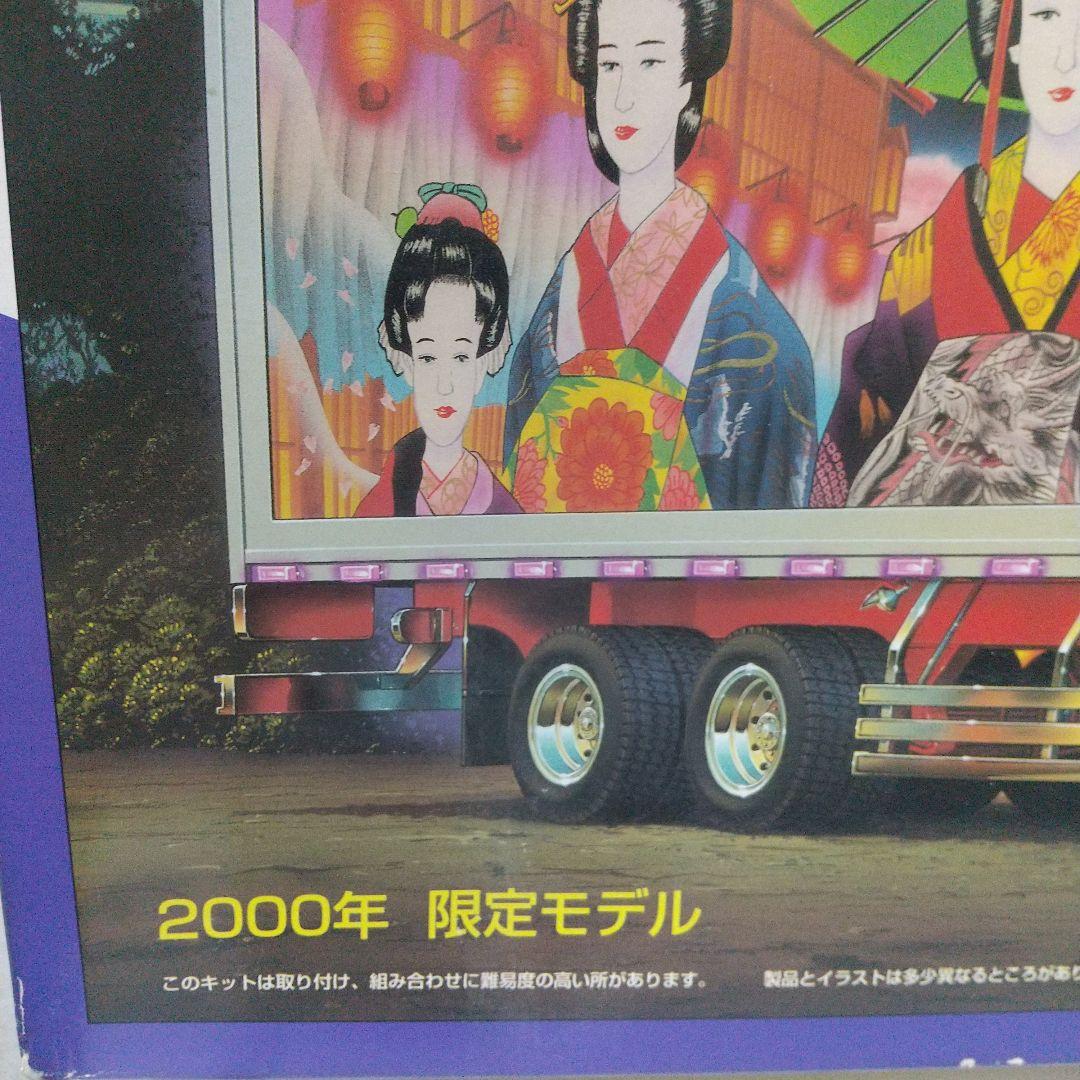 2000年 限定モデル
このキットは取り付け、組み合わせに難易度の高い所があります。 製品とイラストは多少異なるところがあり